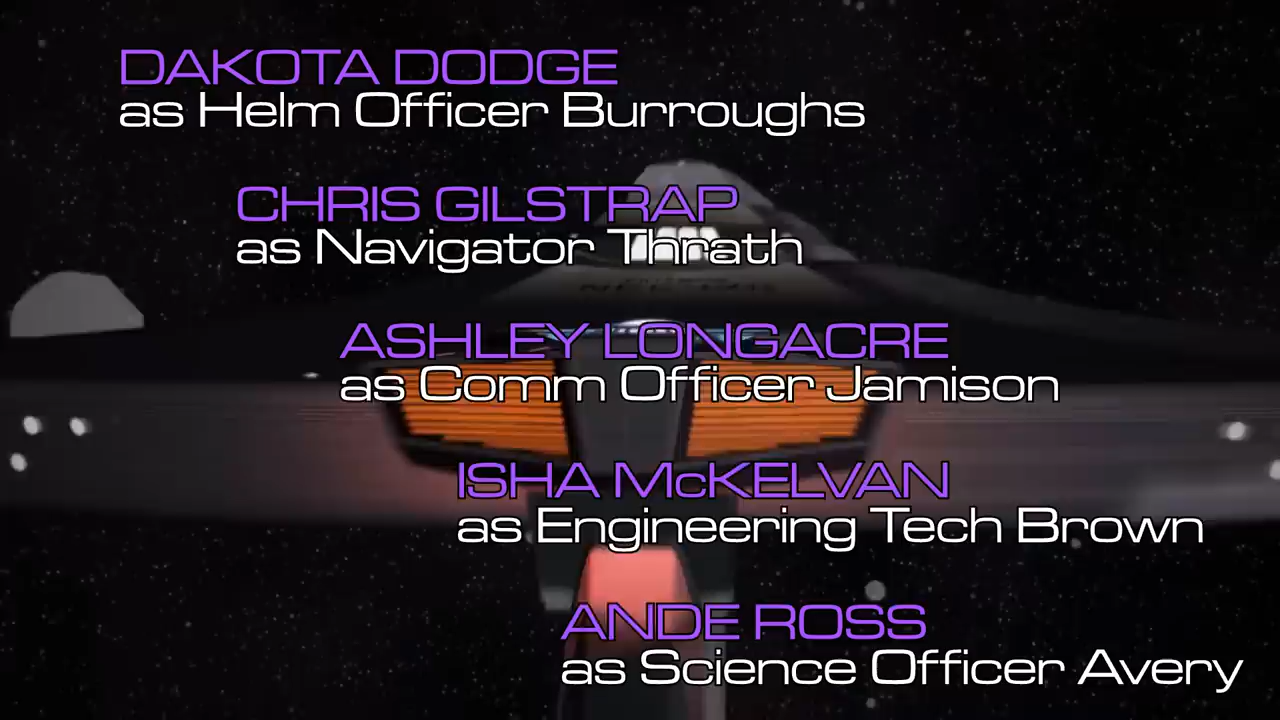 DAKOTA DODGE
as Helm Officer Burroughs
CHRIS GILSTRAP
as Navigator Thrath
ASHLEY LONGACRE
as Comm Officer Jamison
ISHA McKELVAN
as Engineering Tech Brown
ANDE ROSS
as Science Officer Avery